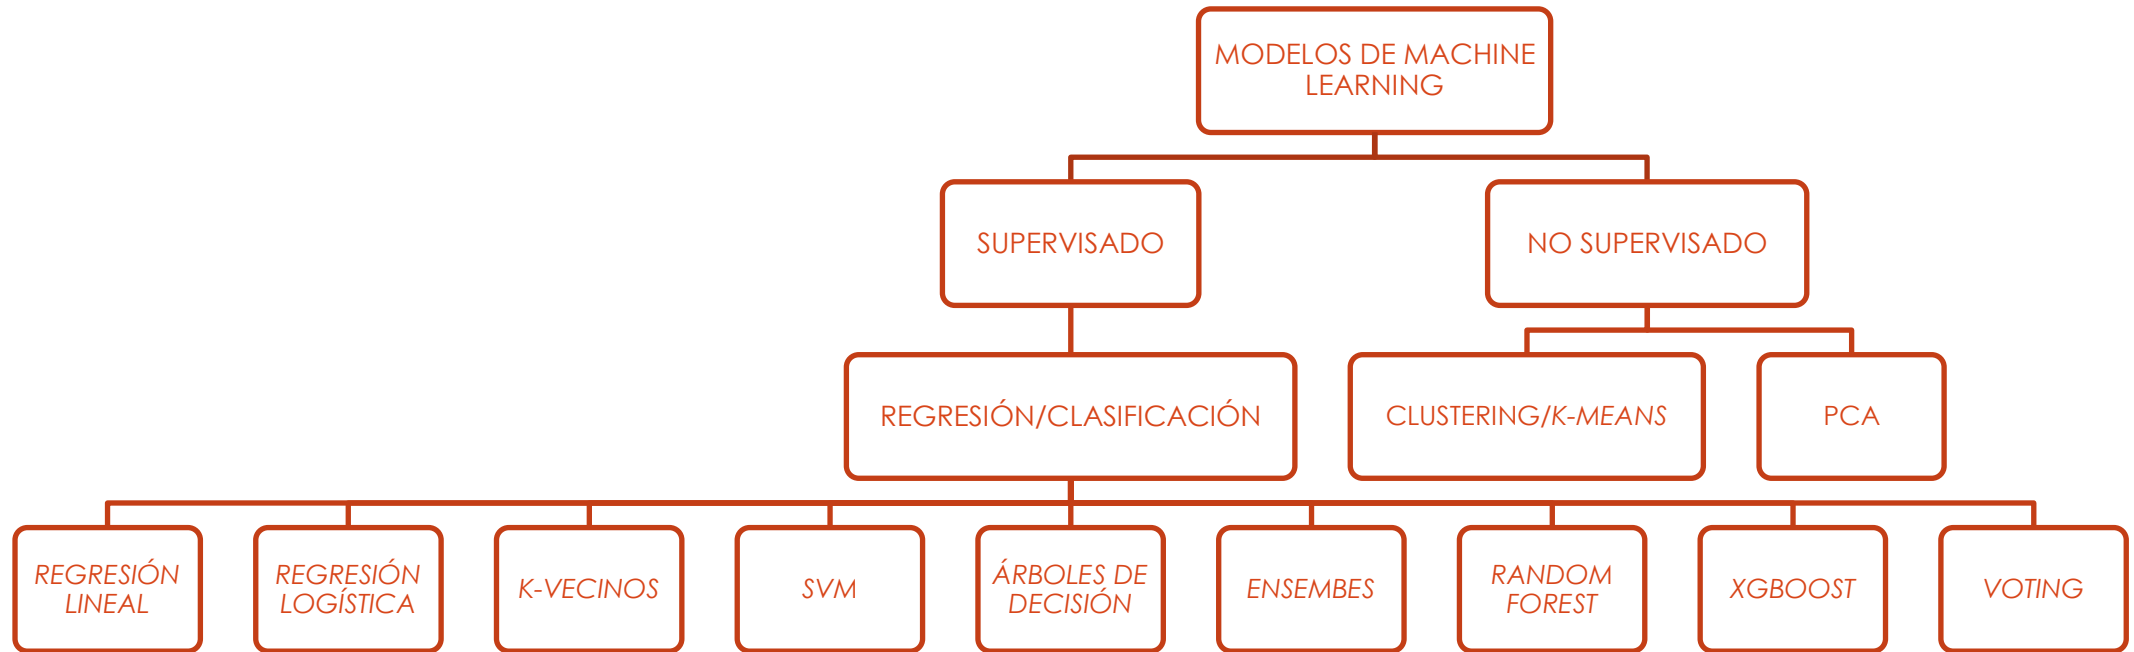 MODELOS DE MACHINE
LEARNING
SUPERVISADO
NO SUPERVISADO
REGRESIÓN/CLASIFICACIÓN
CLUSTERING/K-MEANS
PCA
REGRESIÓN
LINEAL
REGRESIÓN
LOGÍSTICA
K-VECINOS
SVM
ÁRBOLES DE
DECISIÓN
ENSEMBES
RANDOM
FOREST
XGBOOST
VOTING